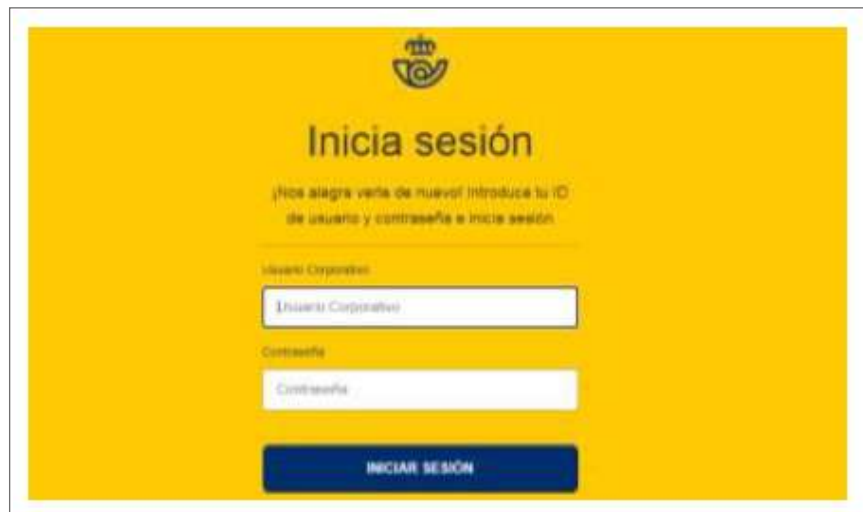 Inicia sesión
¡Nos alegra verte de nuevo! Introduce tu ID
de usuario y contraseña e inicia sesión
Usuario Corporativo
Usuario Corporativo
Contraseña
Contraseña
INICIAR SESIÓN